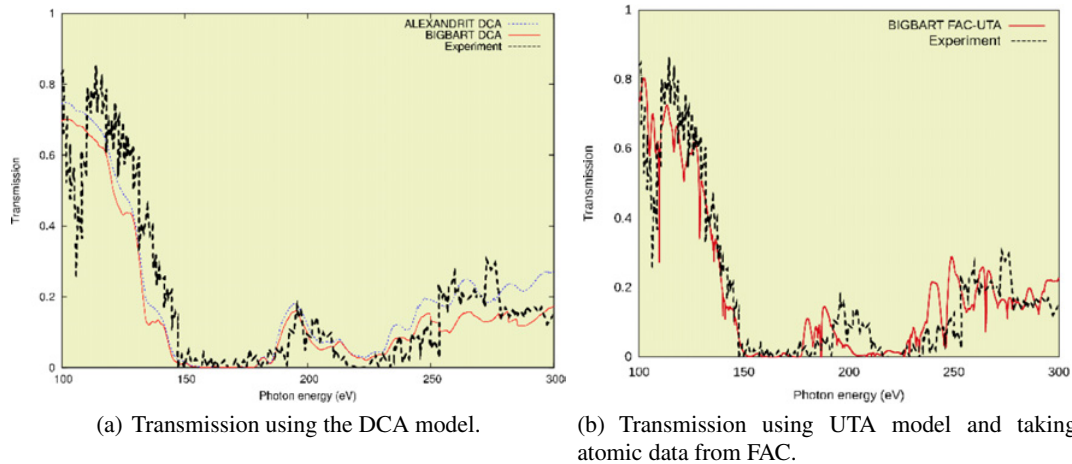 1
0.8
0.6
0.4
0.2
0
Transmission
ALEXANDRIT DCA
BIGBART DCA
Experiment
100
150
200
250
300
Photon energy (eV)
(a) Transmission using the DCA model.
1
0.8
0.6
0.4
0.2
0
Transmission
BIGBART FAC-UTA
Experiment
100
150
200
250
300
Photon energy (eV)
(b) Transmission using UTA model and taking
atomic data from FAC.